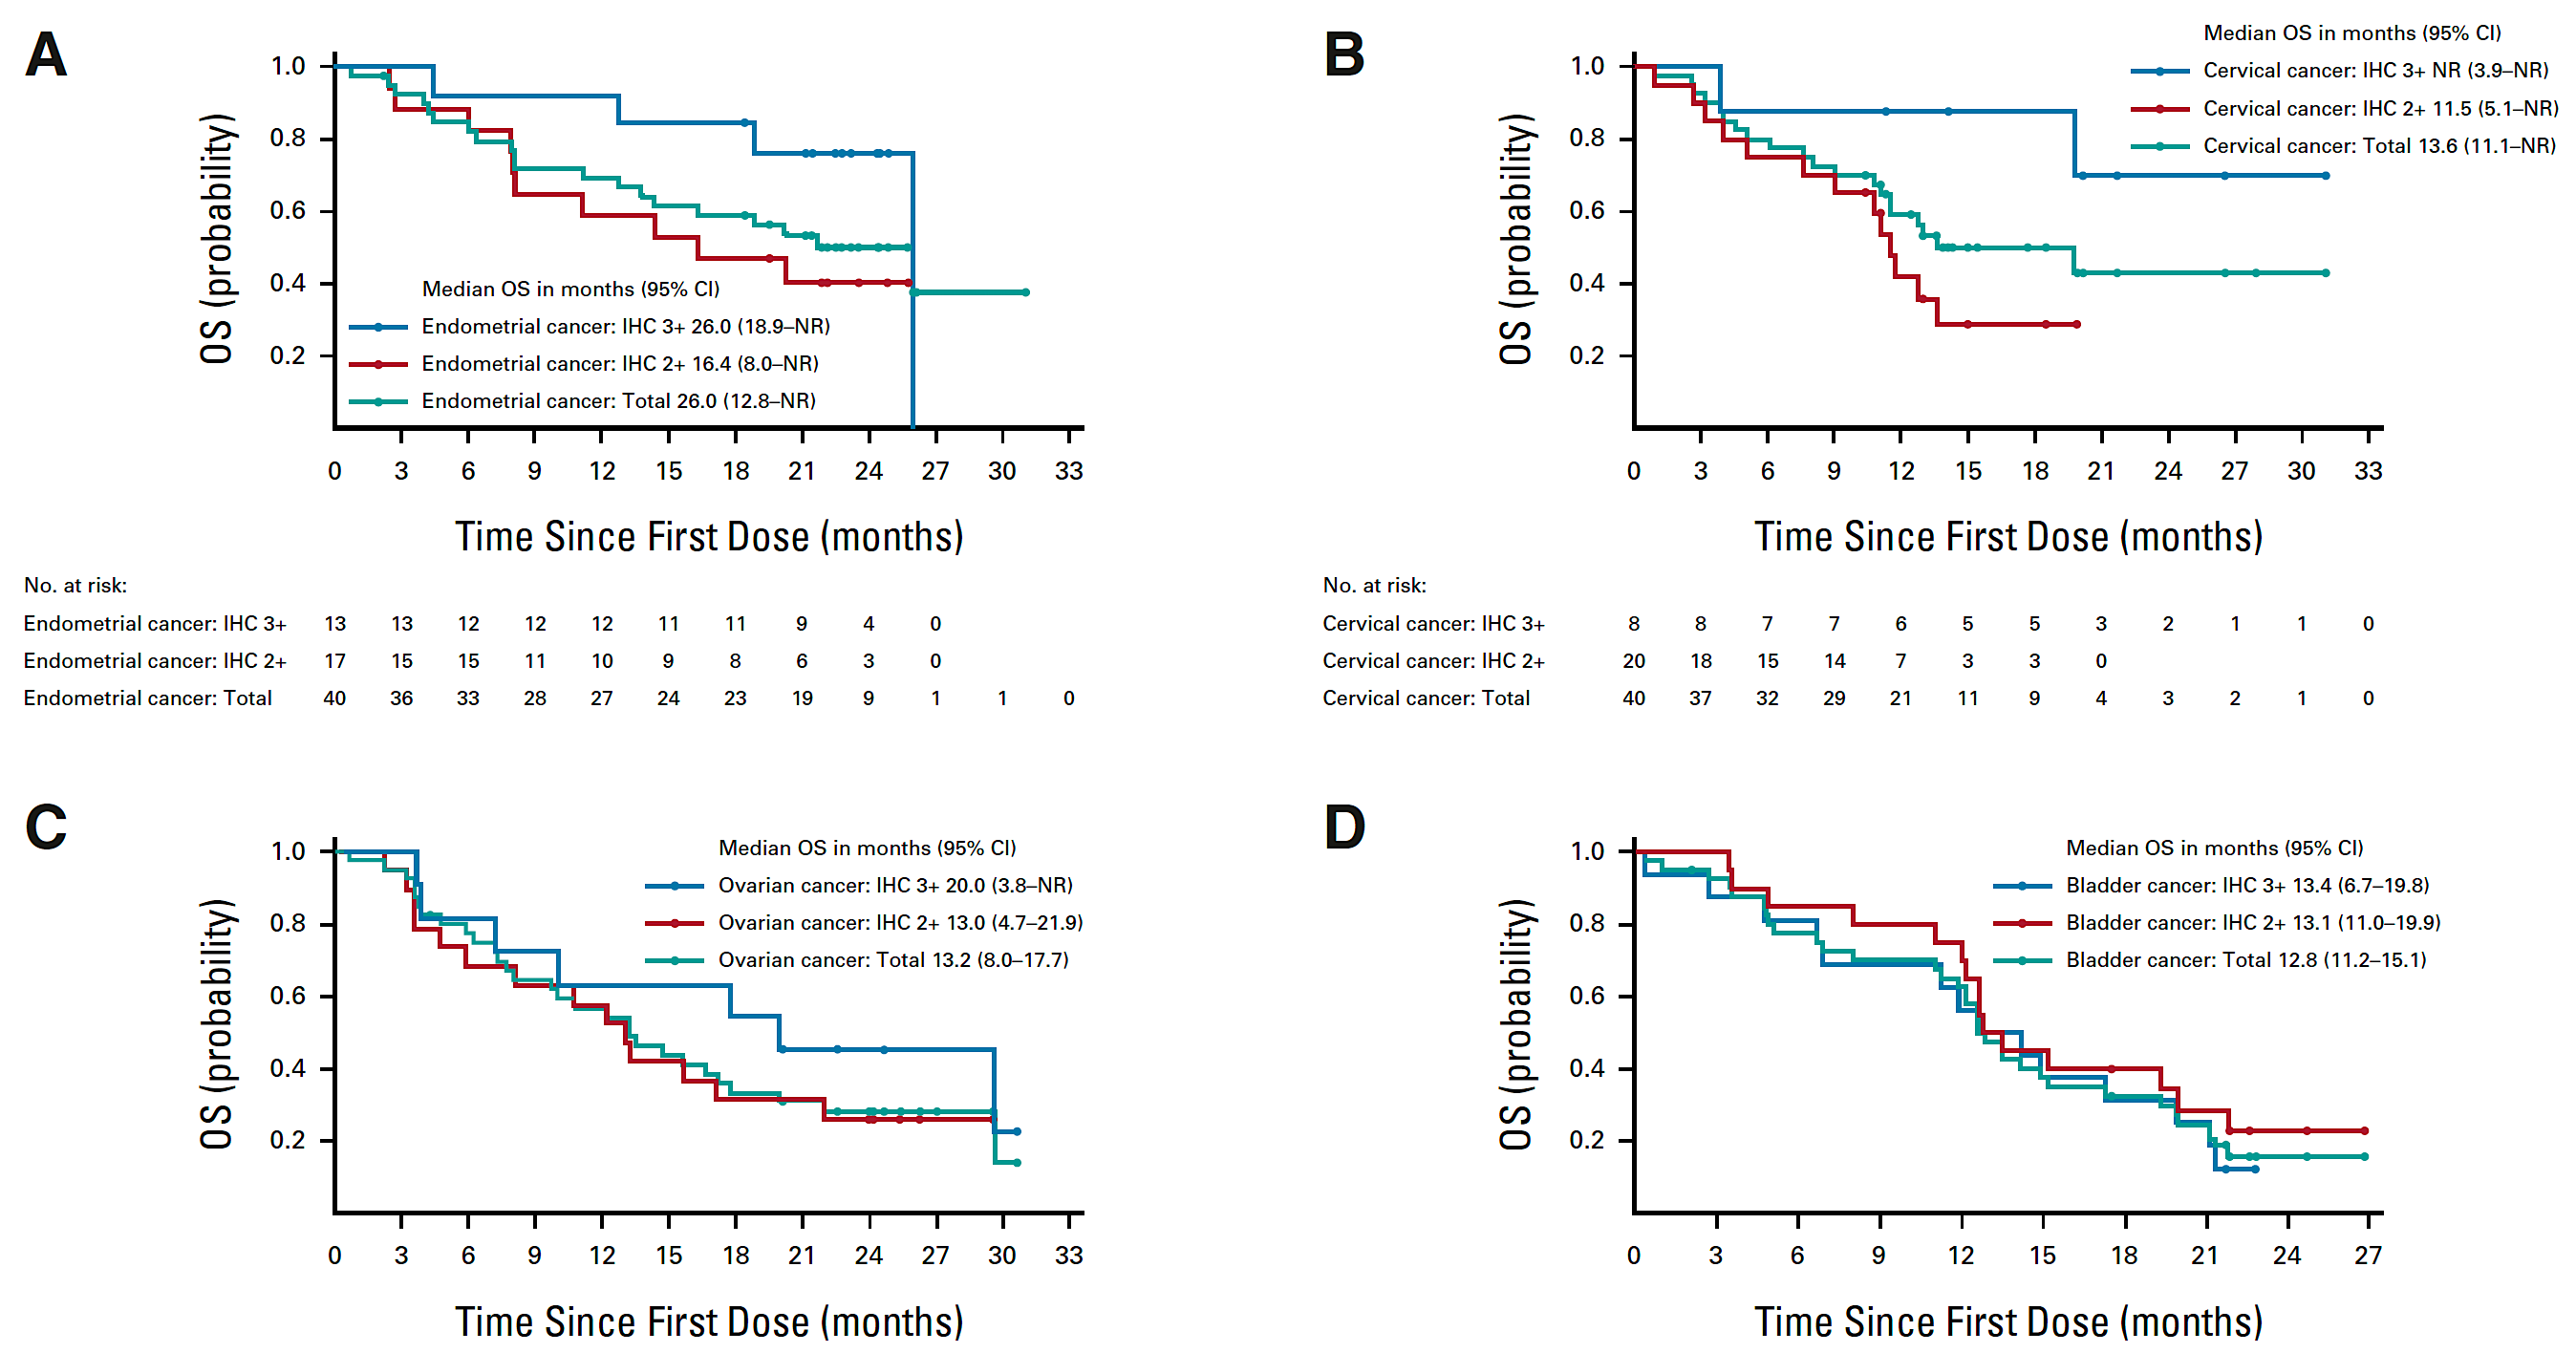 A
1.0
0.8
0.6
0.4
0.2
OS (probability)
Median OS in months (95% CI)
Endometrial cancer: IHC 3+ 26.0 (18.9–NR)
Endometrial cancer: IHC 2+ 16.4 (8.0–NR)
Endometrial cancer: Total 26.0 (12.8–NR)
0 3 6 9 12 15 18 21 24 27 30 33
Time Since First Dose (months)
No. at risk:
Endometrial cancer: IHC 3+ 13 13 12 12 12 11 11 9 4 0
Endometrial cancer: IHC 2+ 17 15 15 11 10 9 8 6 3 0
Endometrial cancer: Total 40 36 33 28 27 24 23 19 9 1 1 0
B
Median OS in months (95% CI)
Cervical cancer: IHC 3+ NR (3.9–NR)
Cervical cancer: IHC 2+ 11.5 (5.1–NR)
Cervical cancer: Total 13.6 (11.1–NR)
1.0
0.8
0.6
0.4
0.2
OS (probability)
0 3 6 9 12 15 18 21 24 27 30 33
Time Since First Dose (months)
No. at risk:
Cervical cancer: IHC 3+ 8 8 7 7 6 5 5 3 2 1 1 0
Cervical cancer: IHC 2+ 20 18 15 14 7 3 3 0
Cervical cancer: Total 40 37 32 29 21 11 9 4 3 2 1 0
C
Median OS in months (95% CI)
Ovarian cancer: IHC 3+ 20.0 (3.8–NR)
Ovarian cancer: IHC 2+ 13.0 (4.7–21.9)
Ovarian cancer: Total 13.2 (8.0–17.7)
1.0
0.8
0.6
0.4
0.2
OS (probability)
0 3 6 9 12 15 18 21 24 27 30 33
Time Since First Dose (months)
D
Median OS in months (95% CI)
Bladder cancer: IHC 3+ 13.4 (6.7–19.8)
Bladder cancer: IHC 2+ 13.1 (11.0–19.9)
Bladder cancer: Total 12.8 (11.2–15.1)
1.0
0.8
0.6
0.4
0.2
OS (probability)
0 3 6 9 12 15 18 21 24 27
Time Since First Dose (months)